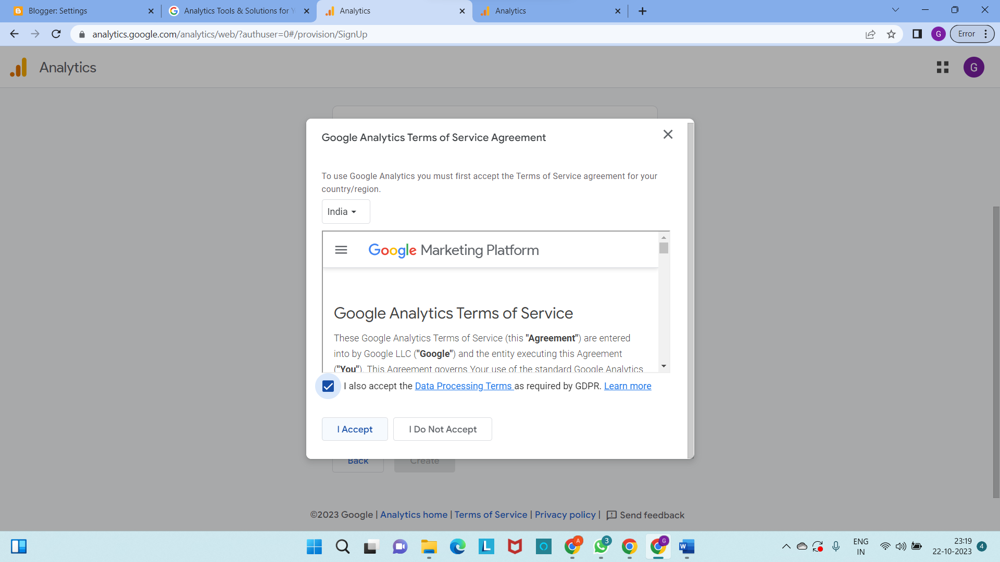 Blogger: Settings
Analytics Tools & Solutions for Y
Analytics
Analytics
analytics.google.com/analytics/web/?authuser=0#/provision/SignUp
G
Error
Analytics
G
Google Analytics Terms of Service Agreement
To use Google Analytics you must first accept the Terms of Service agreement for your
country/region.
India
Google Marketing Platform
Google Analytics Terms of Service
These Google Analytics Terms of Service (this "Agreement") are entered
into by Google LLC ("Google") and the entity executing this Agreement
("You"). This Agreement governs Your use of the standard Google Analytics
I also accept the Data Processing Terms as required by GDPR. Learn more
I Accept
I Do Not Accept
Back
Create
©2023 Google | Analytics home | Terms of Service | Privacy policy | Send feedback
L
A
3
G
W
ENG
IN
23:19
22-10-2023
4